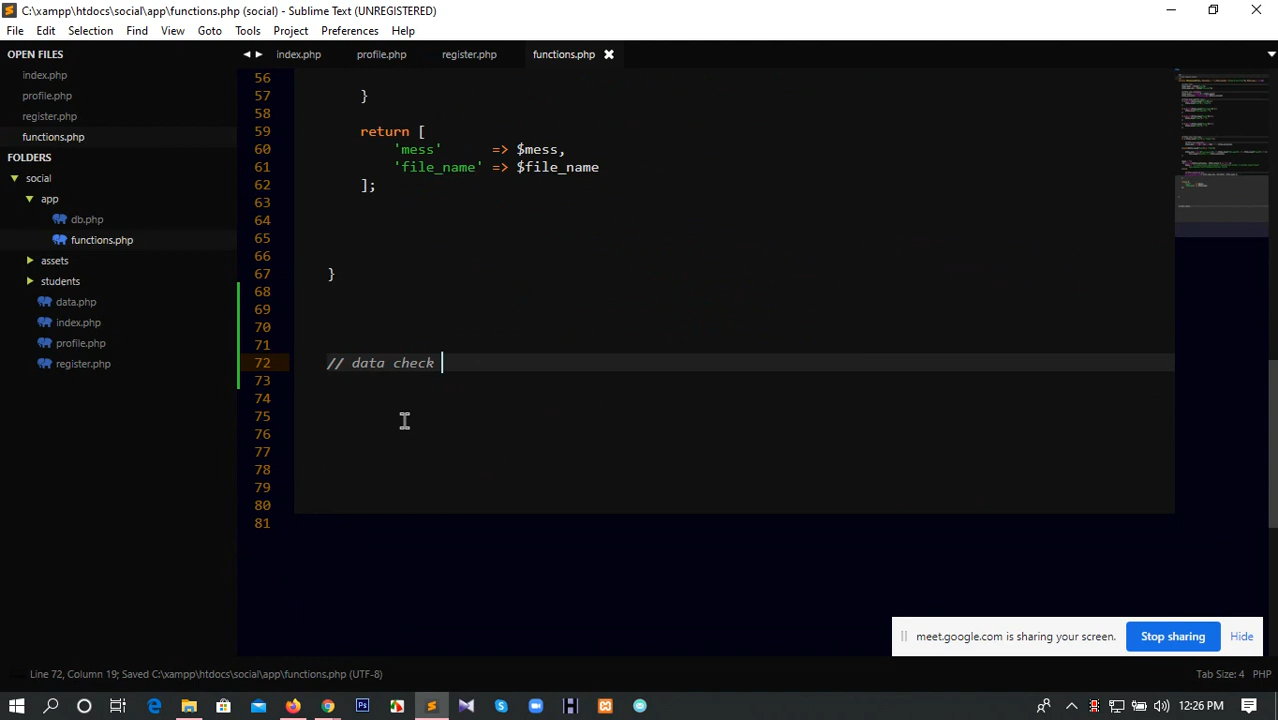 C:\xampp\htdocs\social\app\functions.php (social) - Sublime Text (UNREGISTERED)
File Edit Selection Find View Goto Tools Project Preferences Help
OPEN FILES
index.php
profile.php
register.php
functions.php
FOLDERS
social
app
db.php
functions.php
assets
students
data.php
index.php
profile.php
register.php
index.php profile.php register.php functions.php
56
57 }
58
59 return [
60 'mess' => $mess,
61 'file_name' => $file_name
62 ];
63
64
65
66
67 }
68
69
70
71
72 // data check
73
74
75
76
77
78
79
80
81
meet.google.com is sharing your screen. Stop sharing Hide
Line 72, Column 19; Saved C:\xampp\htdocs\social\app\functions.php (UTF-8) Tab Size: 4 PHP
12:26 PM